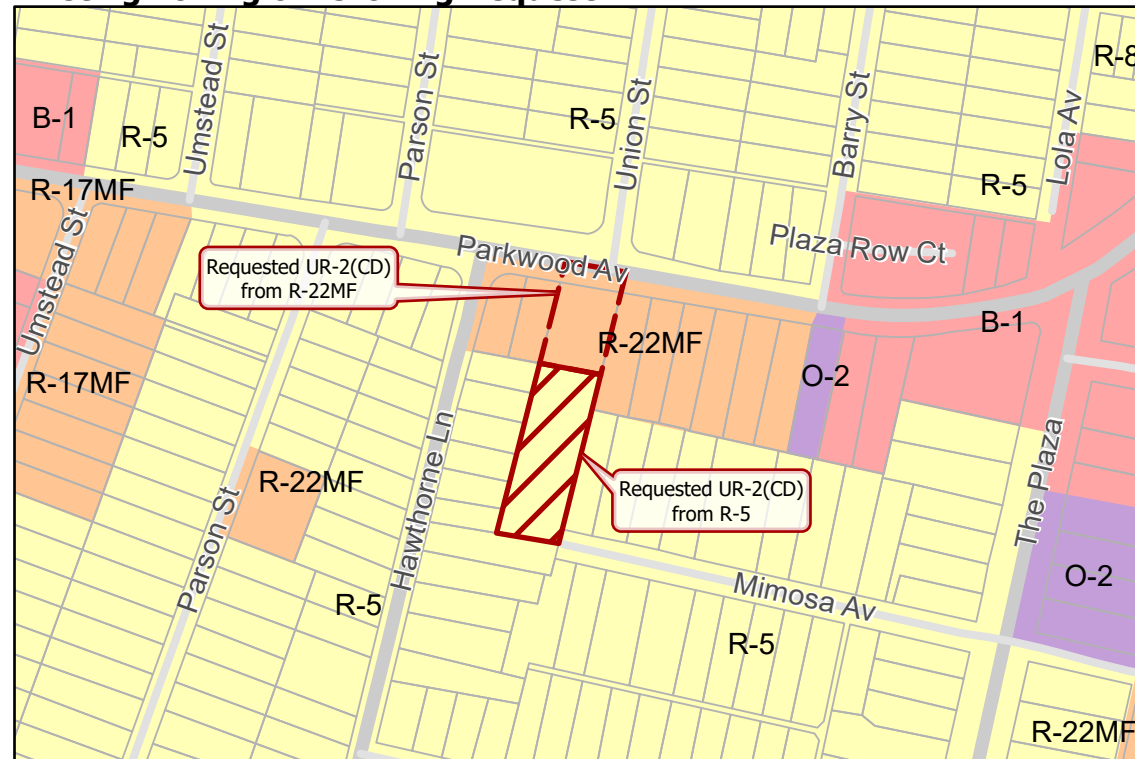 Umstead St
Parson St
Union St
Barry St
Lola Av
R-8
B-1
R-5
R-5
R-5
R-17MF
Plaza Row Ct
Parkwood Av
Umstead St
Requested UR-2(CD)
from R-22MF
B-1
R-22MF
O-2
R-17MF
R-22MF
Hawthorne Ln
Requested UR-2(CD)
from R-5
The Plaza
Parson St
O-2
R-5
Mimosa Av
R-5
R-22MF